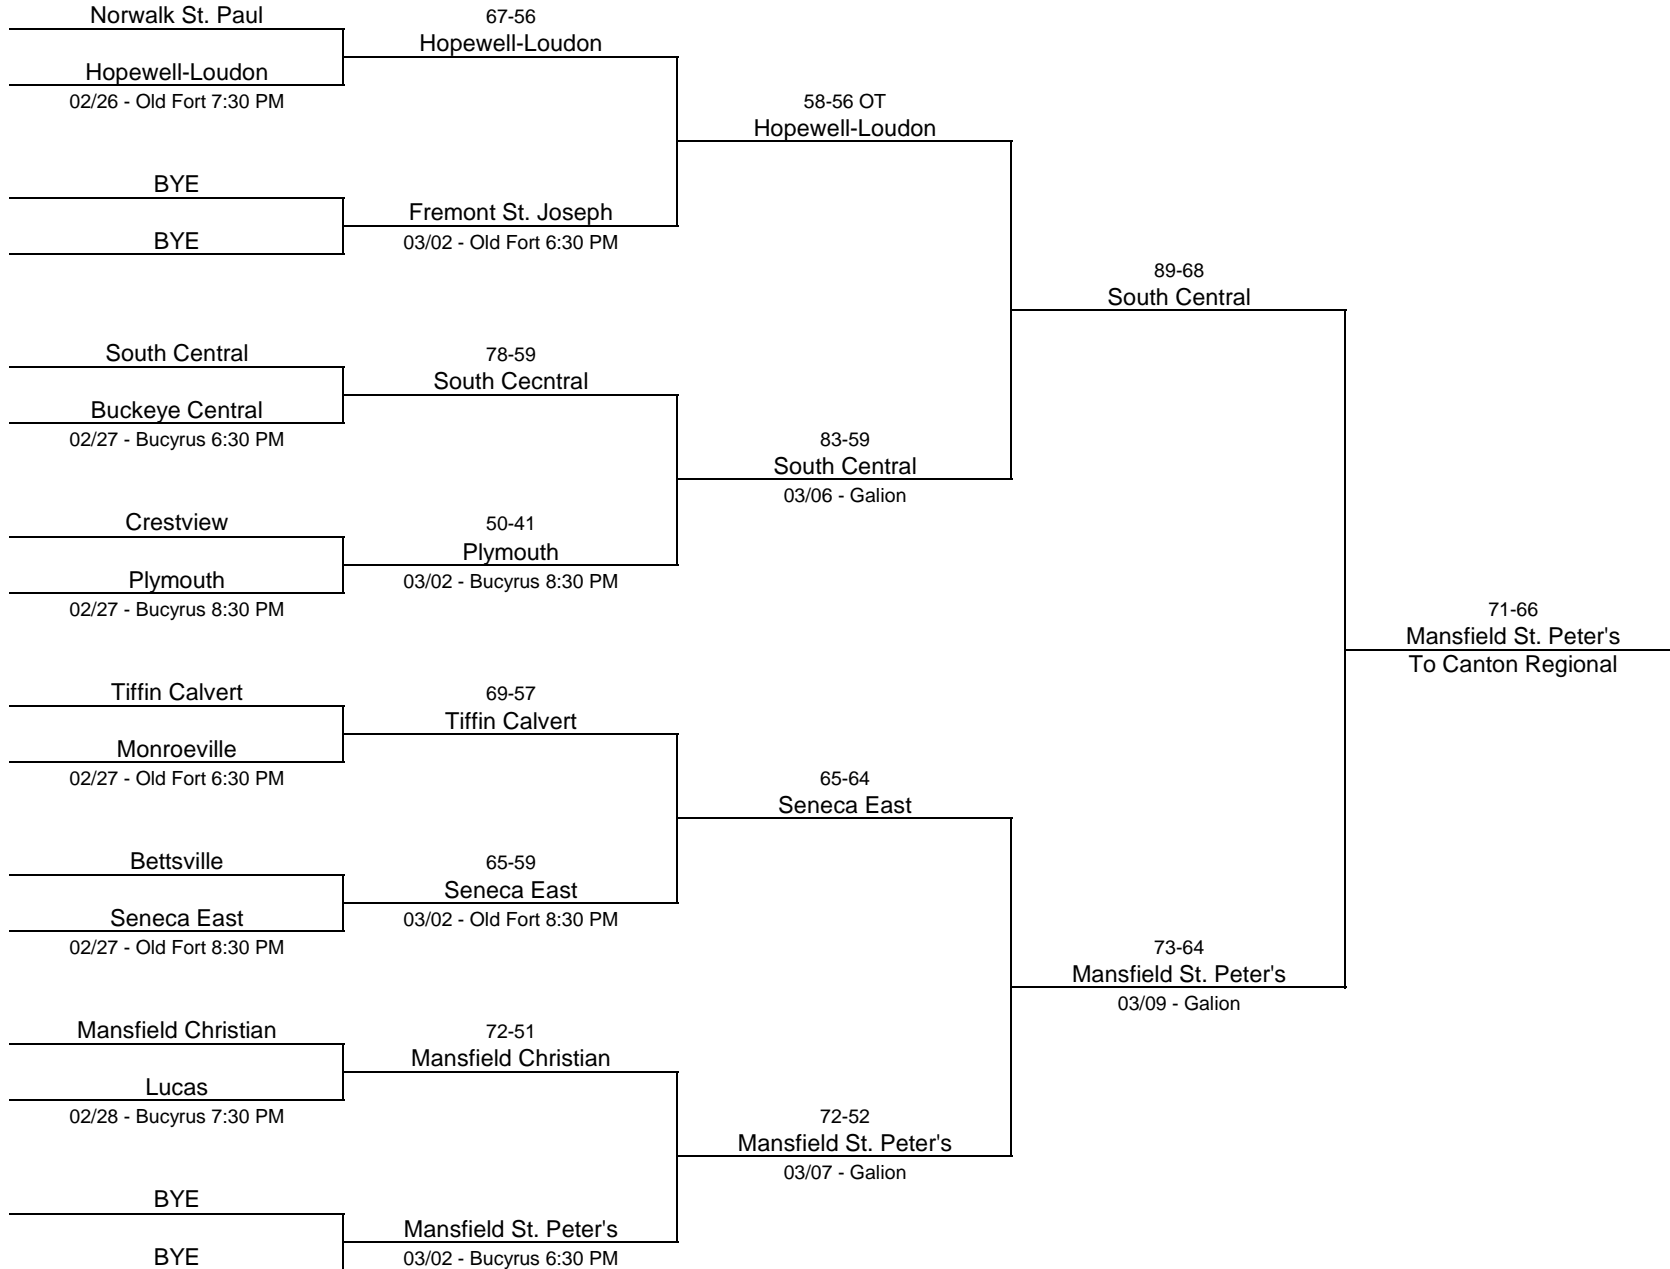 Norwalk St. Paul
Hopewell-Loudon
02/26 - Old Fort 7:30 PM
BYE
BYE
South Central
Buckeye Central
02/27 - Bucyrus 6:30 PM
Crestview
Plymouth
02/27 - Bucyrus 8:30 PM
Tiffin Calvert
Monroeville
02/27 - Old Fort 6:30 PM
Bettsville
Seneca East
02/27 - Old Fort 8:30 PM
Mansfield Christian
Lucas
02/28 - Bucyrus 7:30 PM
BYE
BYE
67-56
Hopewell-Loudon
Fremont St. Joseph
03/02 - Old Fort 6:30 PM
78-59
South Cecntral
50-41
Plymouth
03/02 - Bucyrus 8:30 PM
69-57
Tiffin Calvert
65-59
Seneca East
03/02 - Old Fort 8:30 PM
72-51
Mansfield Christian
Mansfield St. Peter's
03/02 - Bucyrus 6:30 PM
58-56 OT
Hopewell-Loudon
83-59
South Central
03/06 - Galion
65-64
Seneca East
72-52
Mansfield St. Peter's
03/07 - Galion
89-68
South Central
73-64
Mansfield St. Peter's
03/09 - Galion
71-66
Mansfield St. Peter's
To Canton Regional